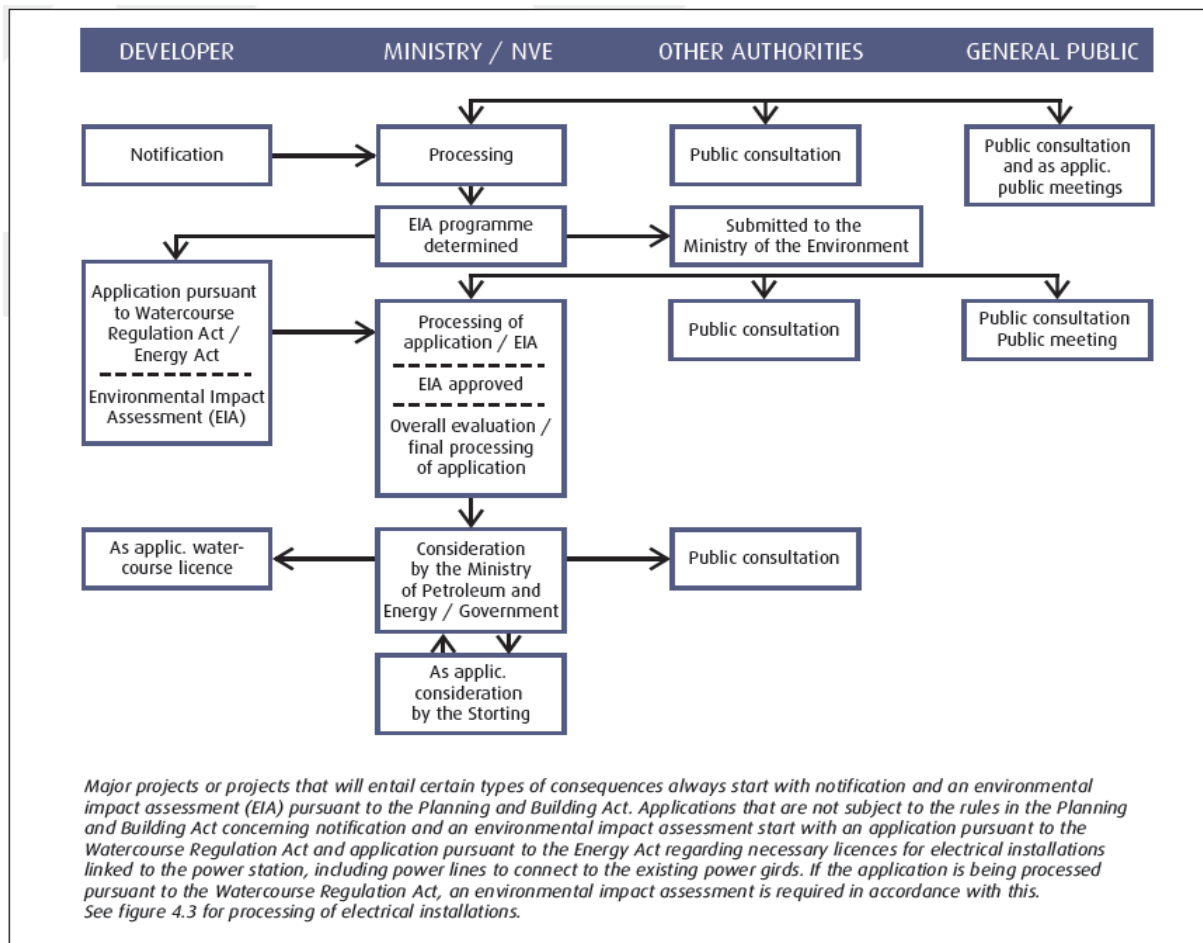 DEVELOPER
MINISTRY / NVE
OTHER AUTHORITIES
GENERAL PUBLIC
Notification
Processing
Public consultation
Public consultation
and as applic.
public meetings
EIA programme
determined
Submitted to the
Ministry of the Environment
Application pursuant
to Watercourse
Regulation Act /
Energy Act
Environmental Impact
Assessment (EIA)
Processing of
application / EIA
EIA approved
Overall evaluation /
final processing
of application
Public consultation
Public consultation
Public meeting
As applic. water-
course licence
Consideration
by the Ministry
of Petroleum and
Energy / Government
Public consultation
As applic.
consideration
by the Storting
Major projects or projects that will entail certain types of consequences always start with notification and an environmental
impact assessment (EIA) pursuant to the Planning and Building Act. Applications that are not subject to the rules in the Planning
and Building Act concerning notification and an environmental impact assessment start with an application pursuant to the
Watercourse Regulation Act and application pursuant to the Energy Act regarding necessary licences for electrical installations
linked to the power station, including power lines to connect to the existing power girds. If the application is being processed
pursuant to the Watercourse Regulation Act, an environmental impact assessment is required in accordance with this.
See figure 4.3 for processing of electrical installations.